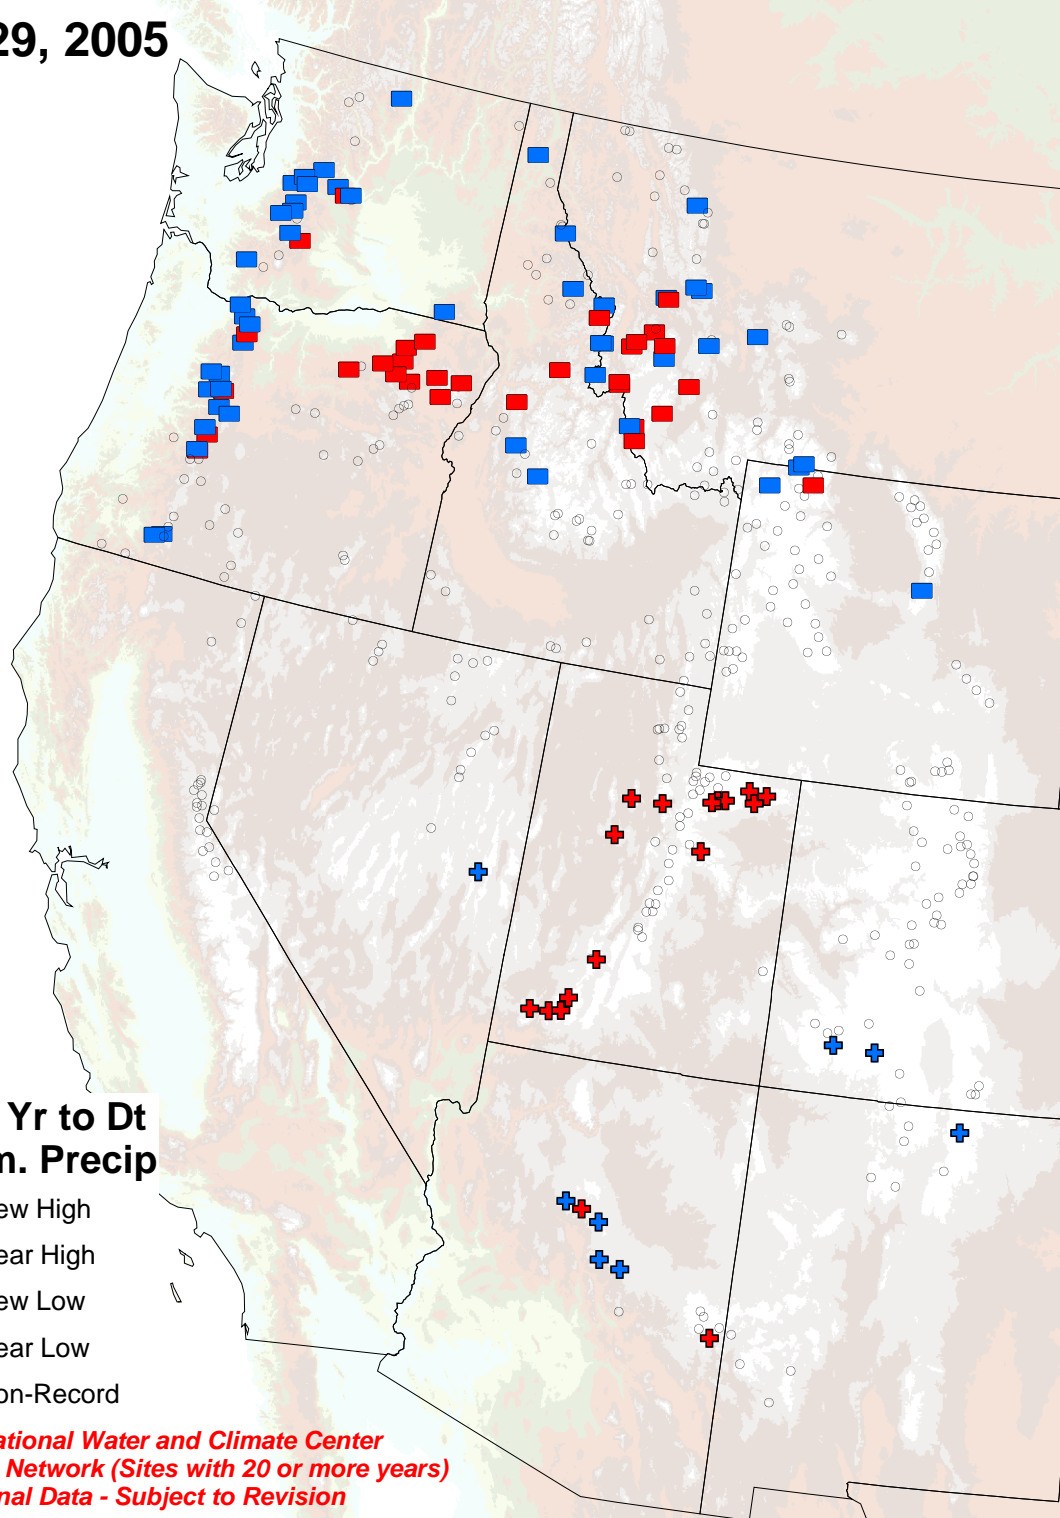 29, 2005
Yr to Dt
m. Precip
ew High
ear High
ew Low
ear Low
on-Record
ational Water and Climate Center
Network (Sites with 20 or more years)
nal Data - Subject to Revision